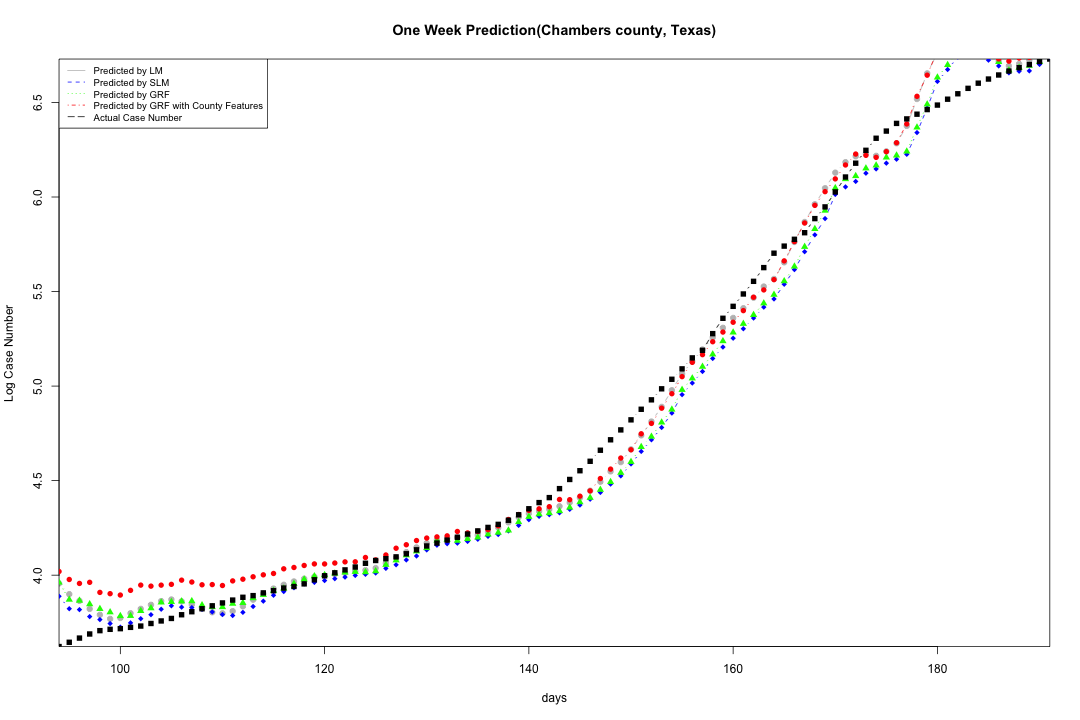 One Week Prediction(Chambers county, Texas)
Predicted by LM
Predicted by SLM
Predicted by GRF
Predicted by GRF with County Features
Actual Case Number
Log Case Number
6.5
6.0
5.5
5.0
4.5
4.0
100 120 140 160 180
days